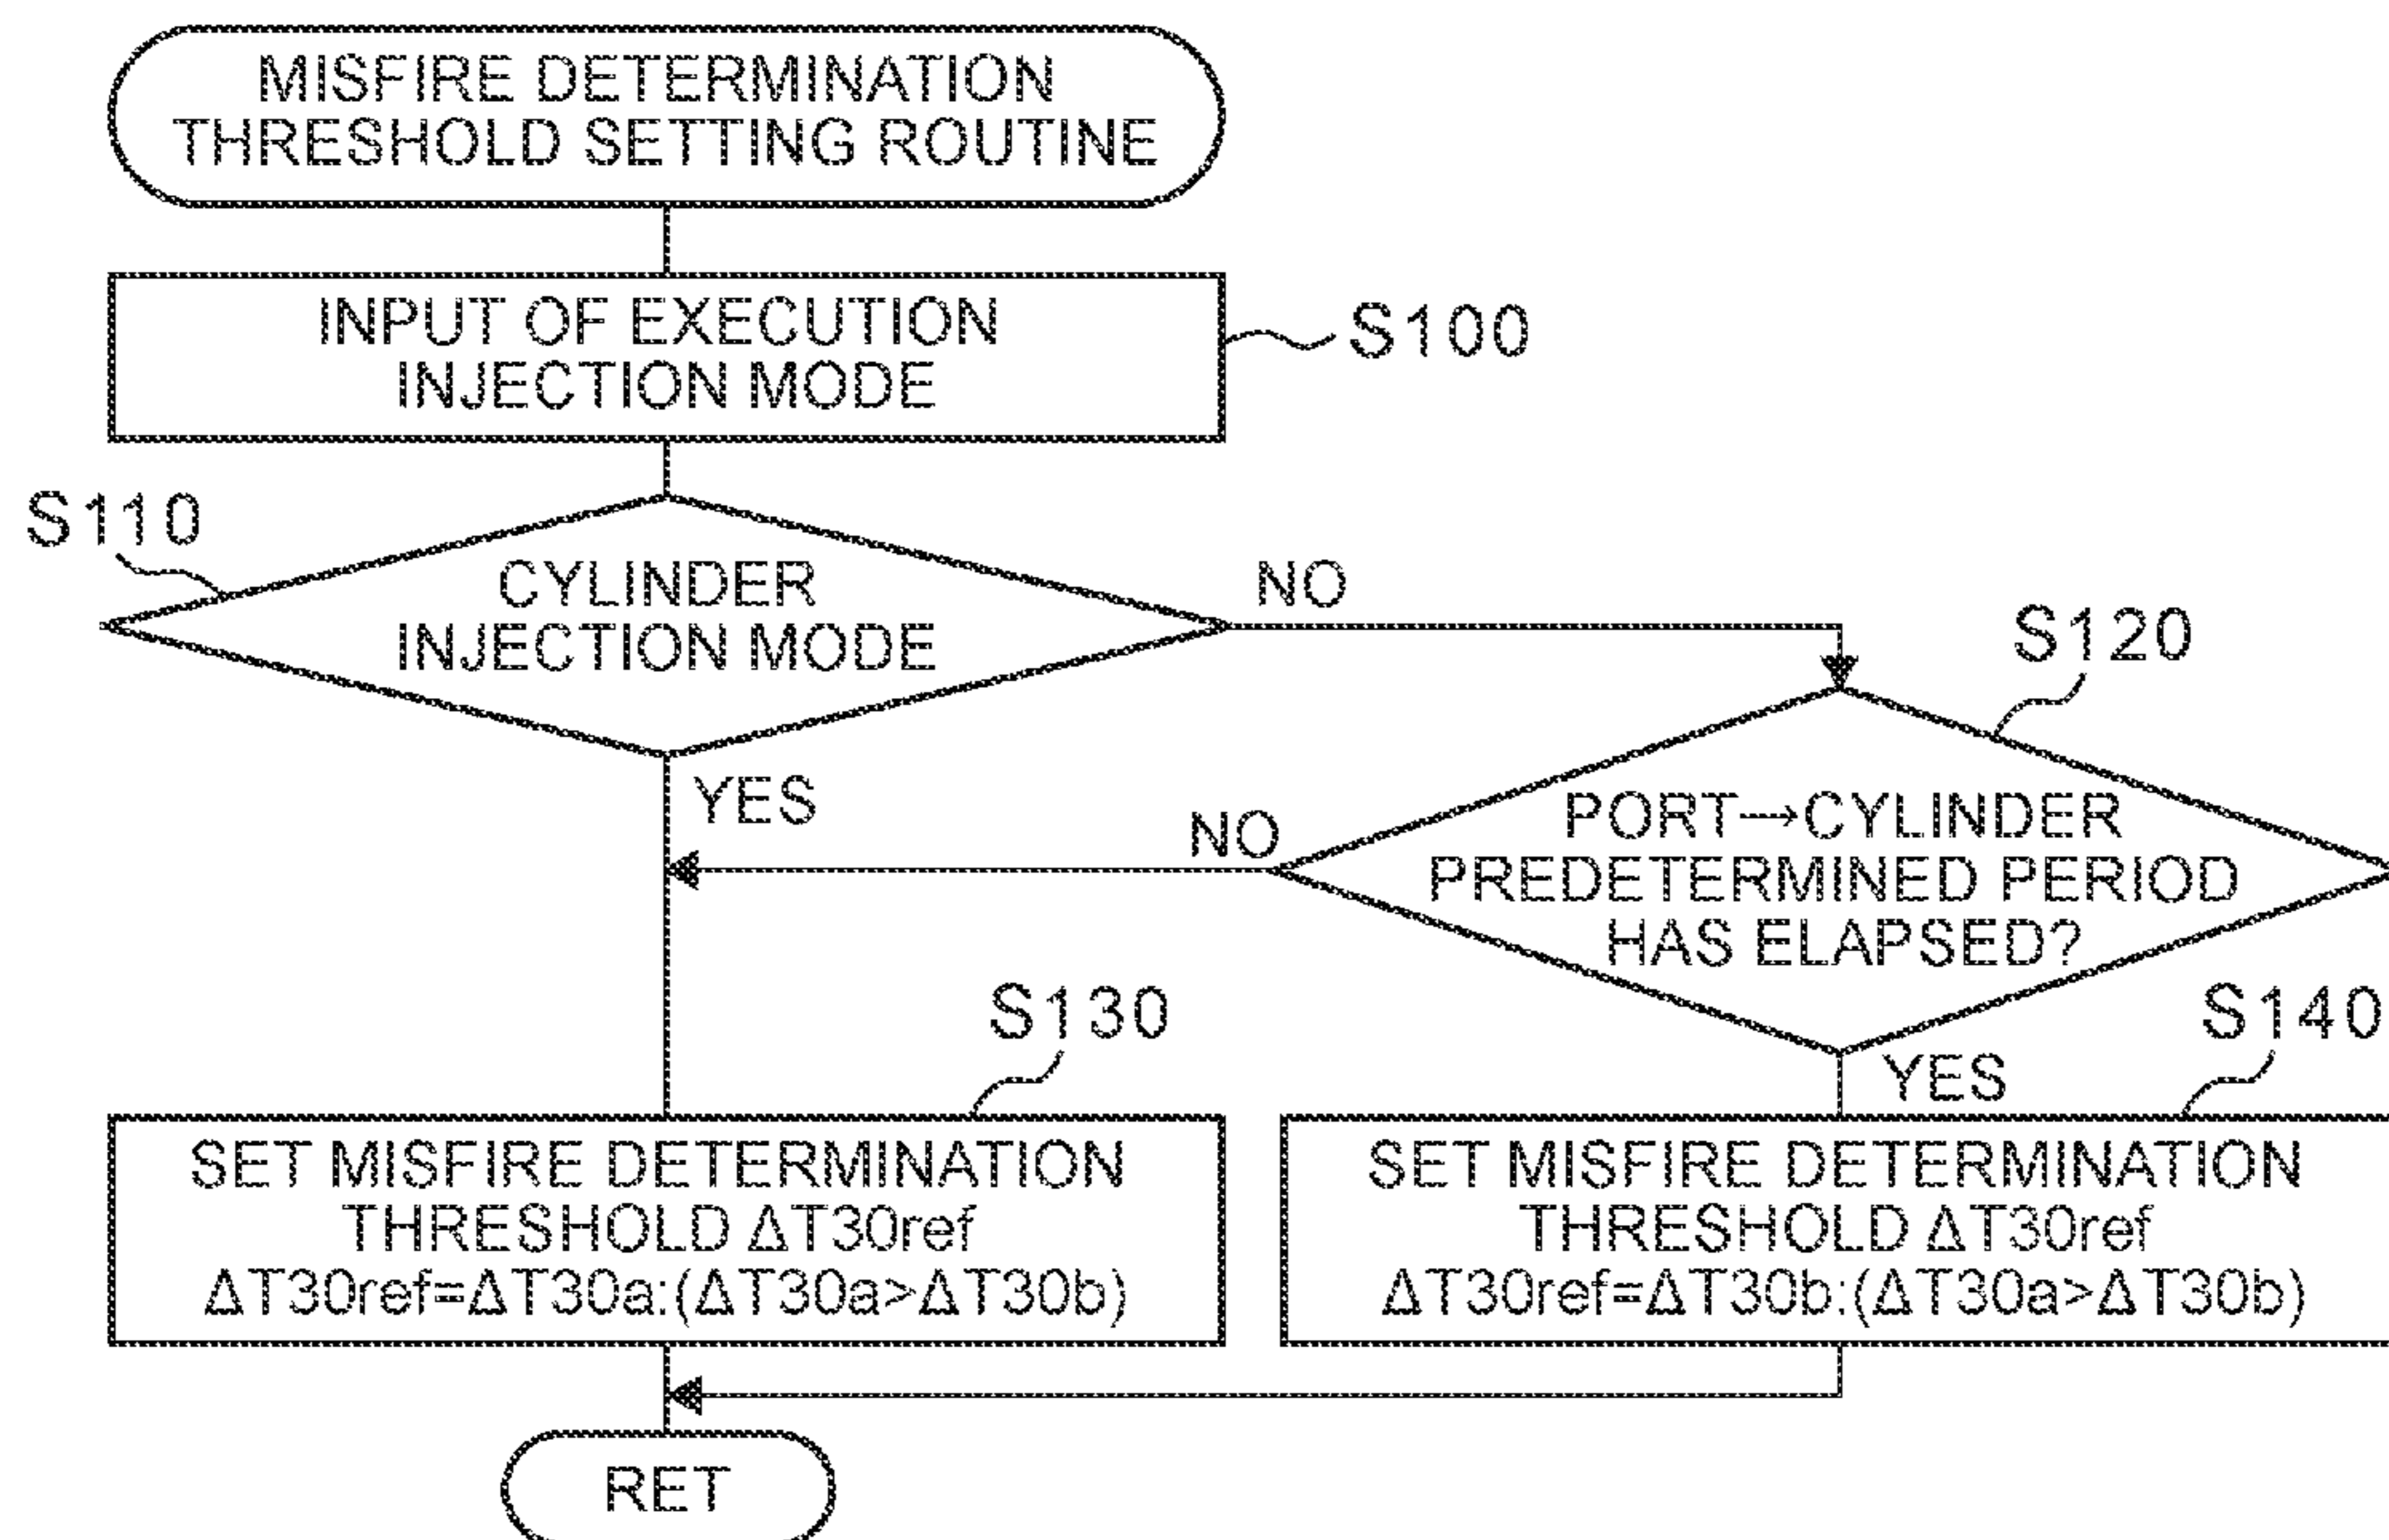 MISFIRE DETERMINATION
THRESHOLD SETTING ROUTINE
INPUT OF EXECUTION
INJECTION MODE
S100
S110
CYLINDER
INJECTION MODE
NO
YES
S120
PORT→CYLINDER
PREDETERMINED PERIOD
HAS ELAPSED?
NO
YES
S130
SET MISFIRE DETERMINATION
THRESHOLD ΔT30ref
ΔT30ref=ΔT30a:(ΔT30a>ΔT30b)
S140
SET MISFIRE DETERMINATION
THRESHOLD ΔT30ref
ΔT30ref=ΔT30b:(ΔT30a>ΔT30b)
RET